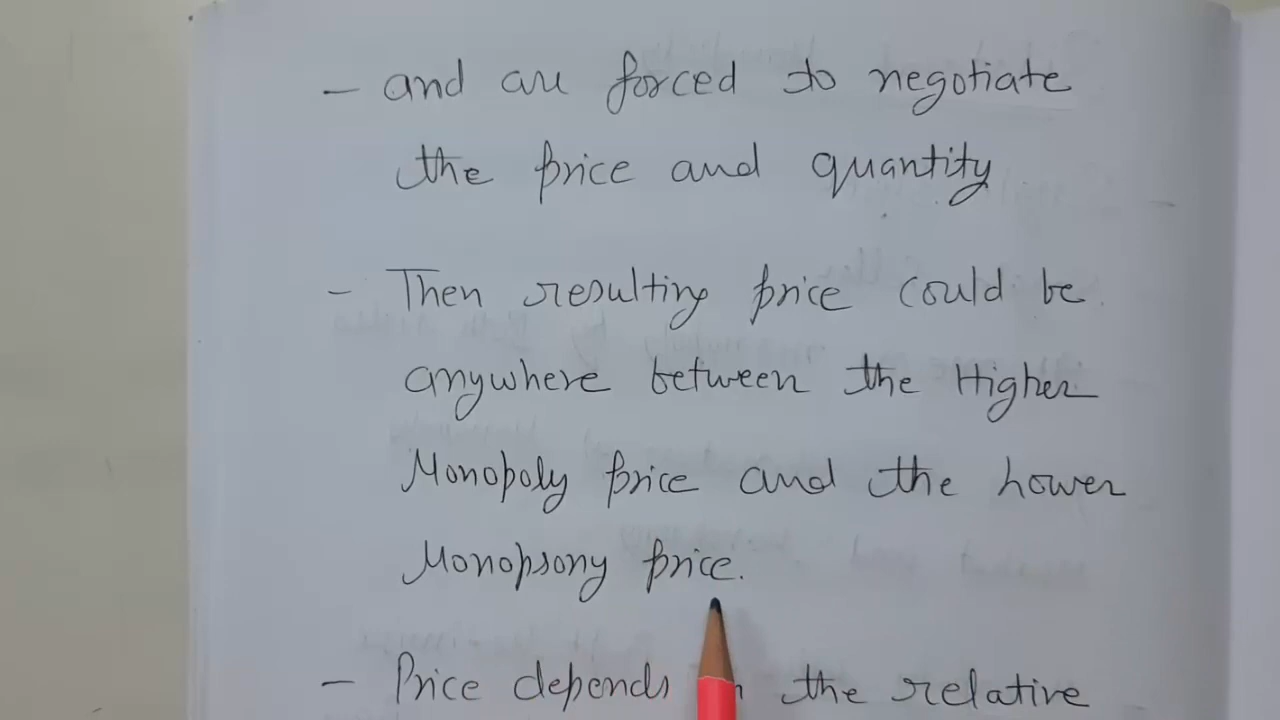 - and are forced to negotiate
the price and quantity
- Then resulting price could be
anywhere between the Higher
Monopoly price and the Lower
Monopsony price.
- Price depends the relative